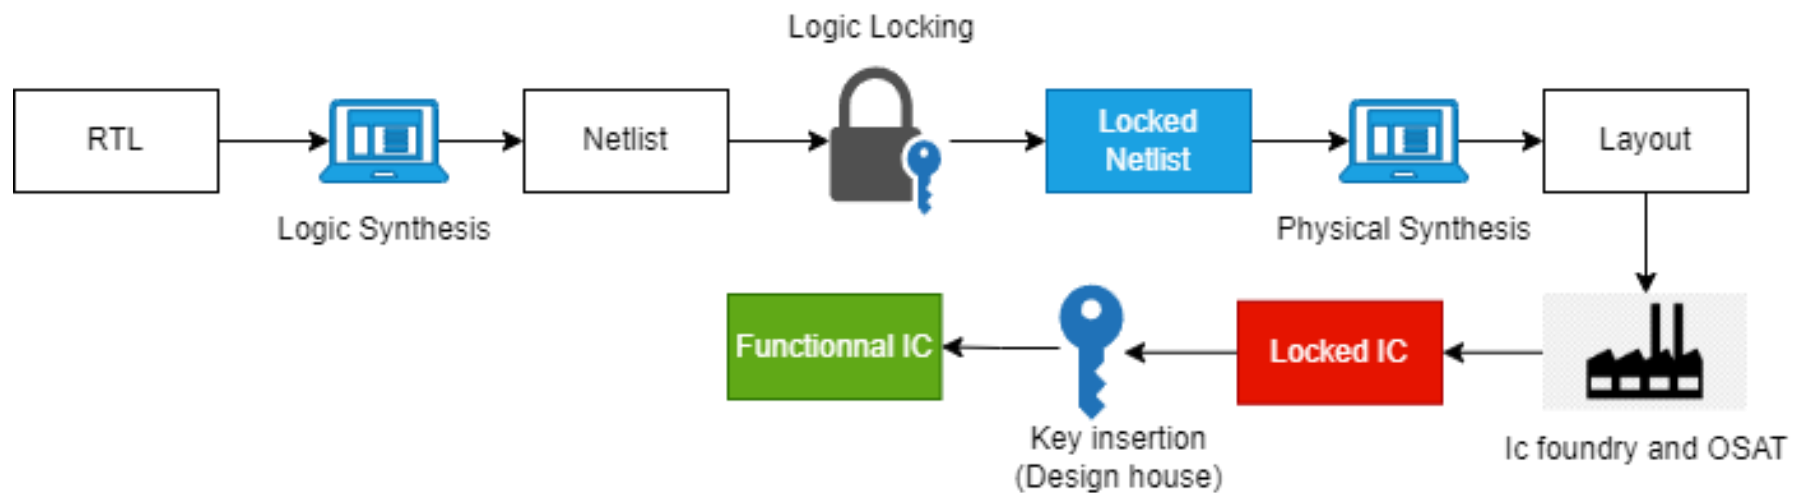 Logic Locking
RTL
Netlist
Locked
Netlist
Layout
Logic Synthesis
Physical Synthesis
Functionnal IC
Locked IC
Key insertion
(Design house)
Ic foundry and OSAT